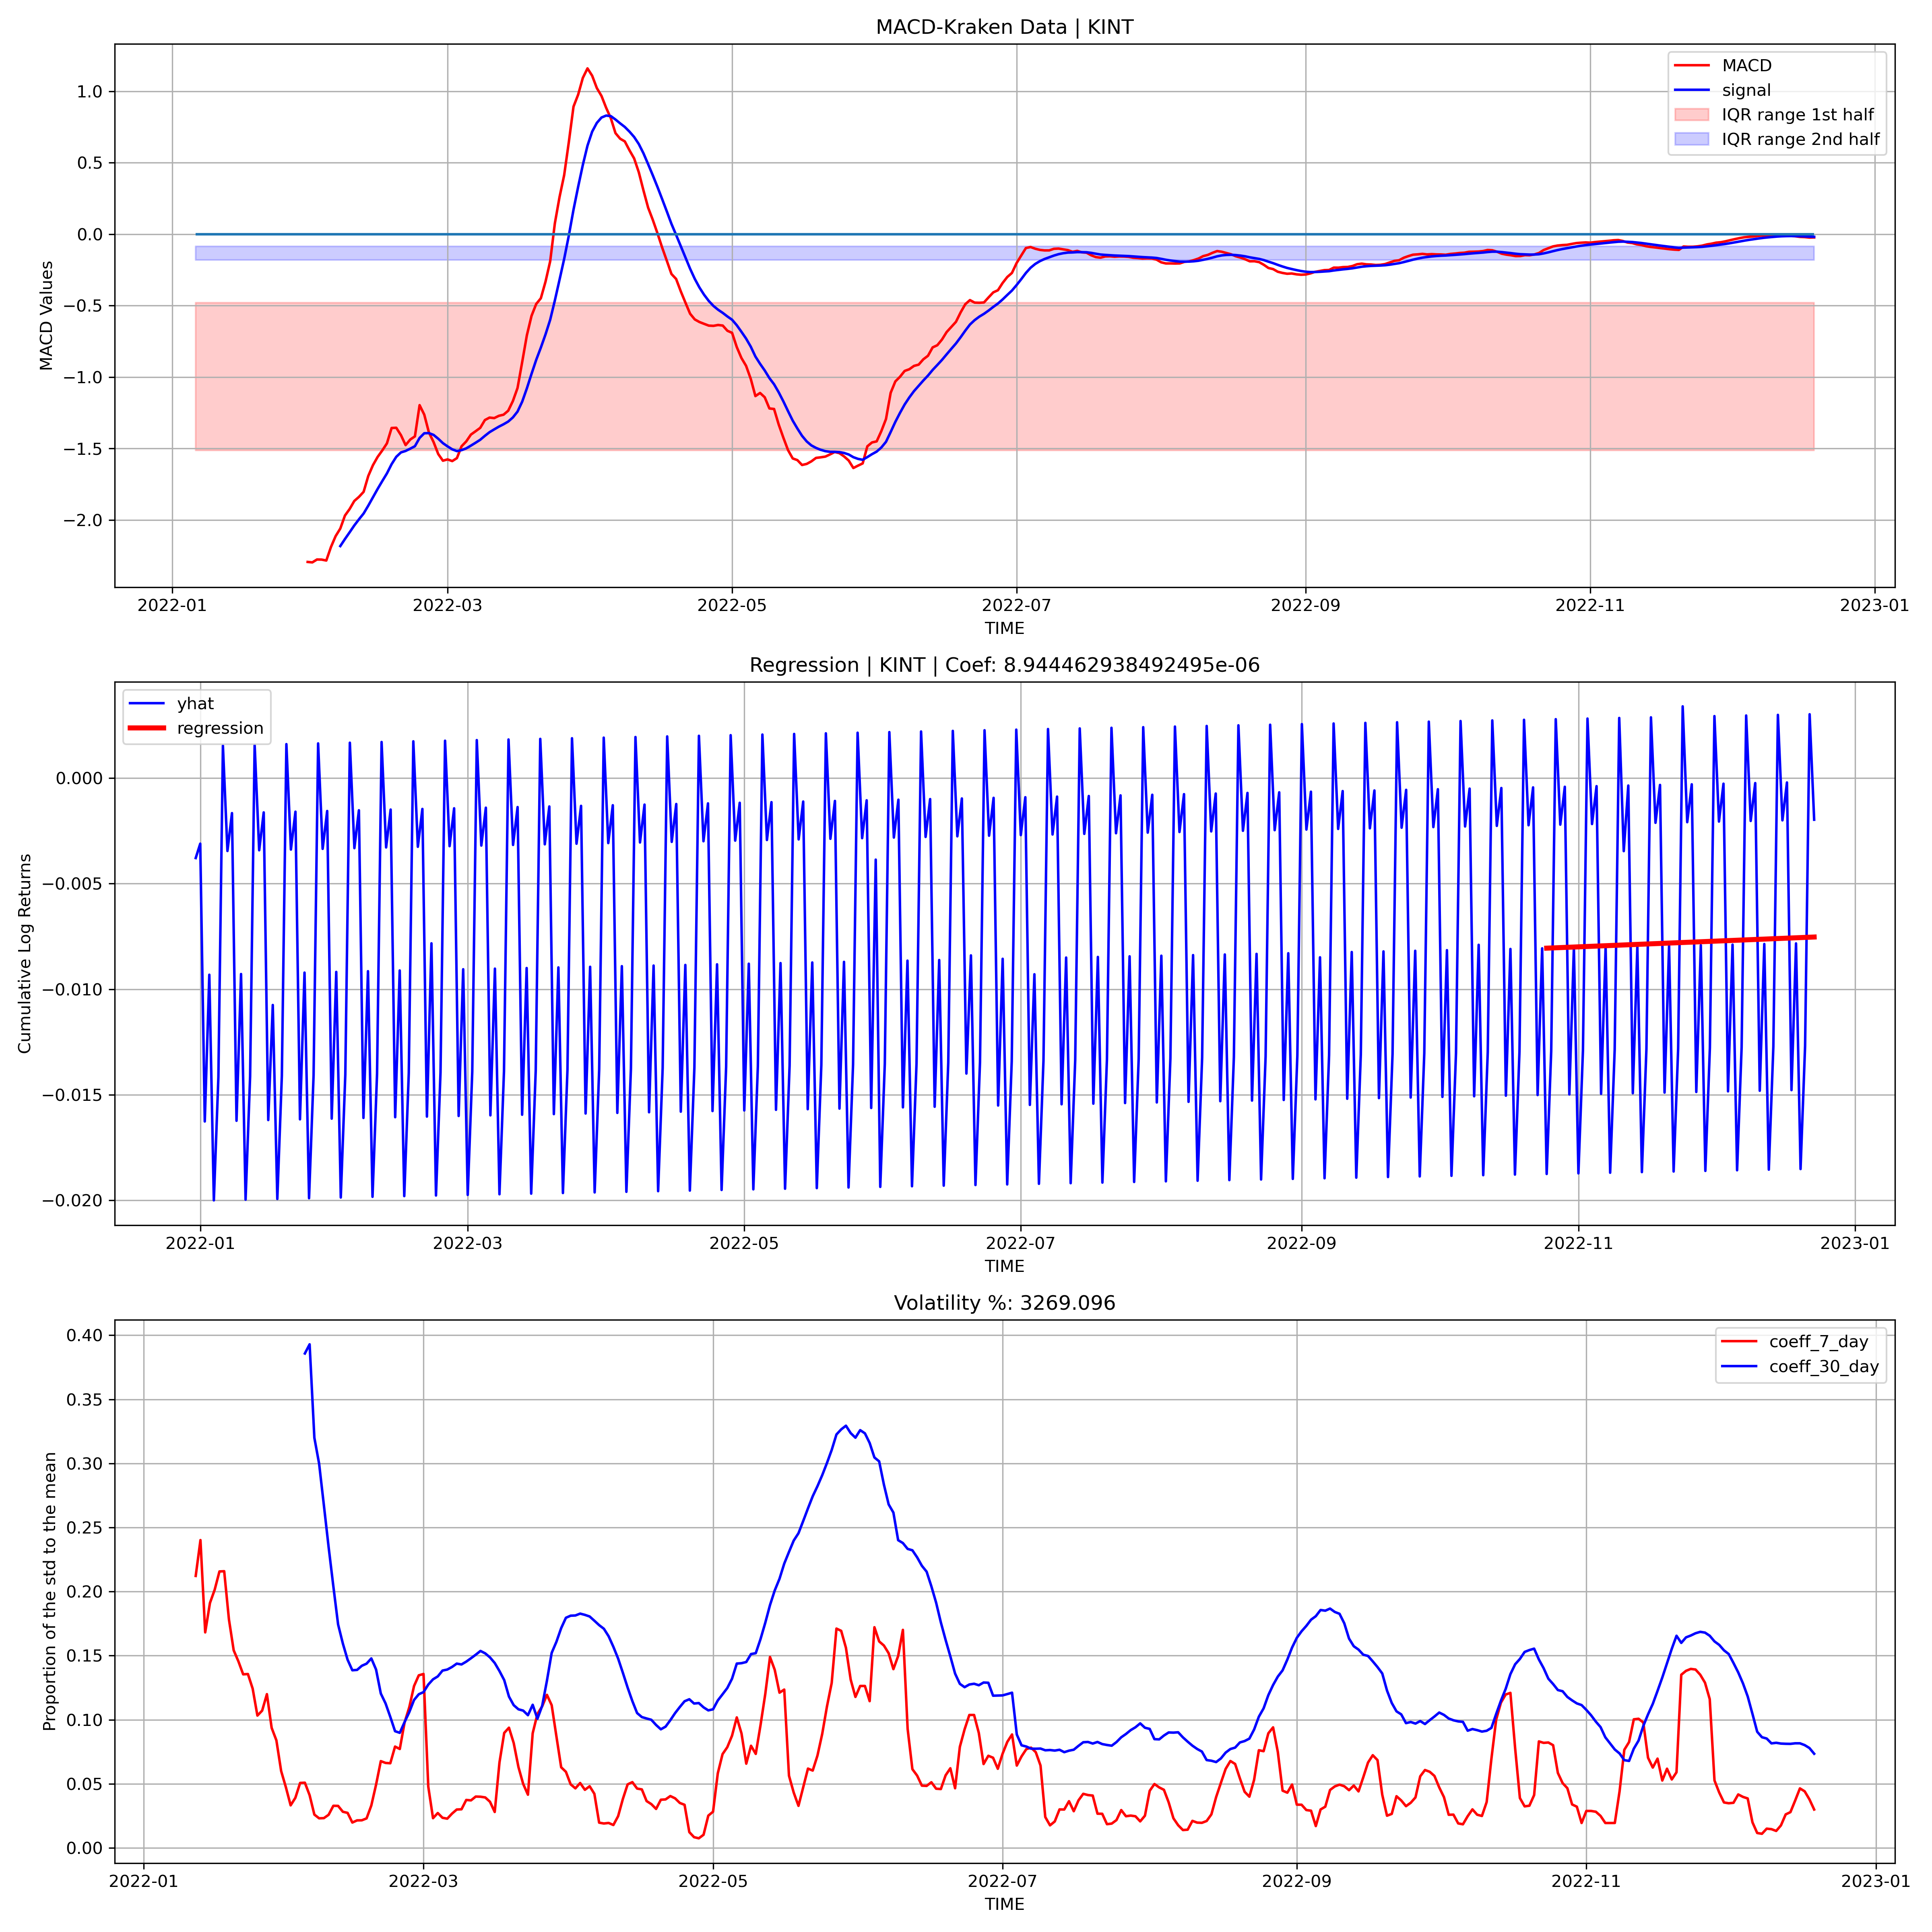 MACD-Kraken Data | KINT
MACD
signal
IQR range 1st half
IQR range 2nd half
MACD Values
1.0
0.5
0.0
−0.5
−1.0
−1.5
−2.0
2022-01 2022-03 2022-05 2022-07 2022-09 2022-11 2023-01
TIME
Regression | KINT | Coef: 8.944462938492495e-06
yhat
regression
Cumulative Log Returns
0.000
−0.005
−0.010
−0.015
−0.020
2022-01 2022-03 2022-05 2022-07 2022-09 2022-11 2023-01
TIME
Volatility %: 3269.096
coeff_7_day
coeff_30_day
Proportion of the std to the mean
0.40
0.35
0.30
0.25
0.20
0.15
0.10
0.05
0.00
2022-01 2022-03 2022-05 2022-07 2022-09 2022-11 2023-01
TIME